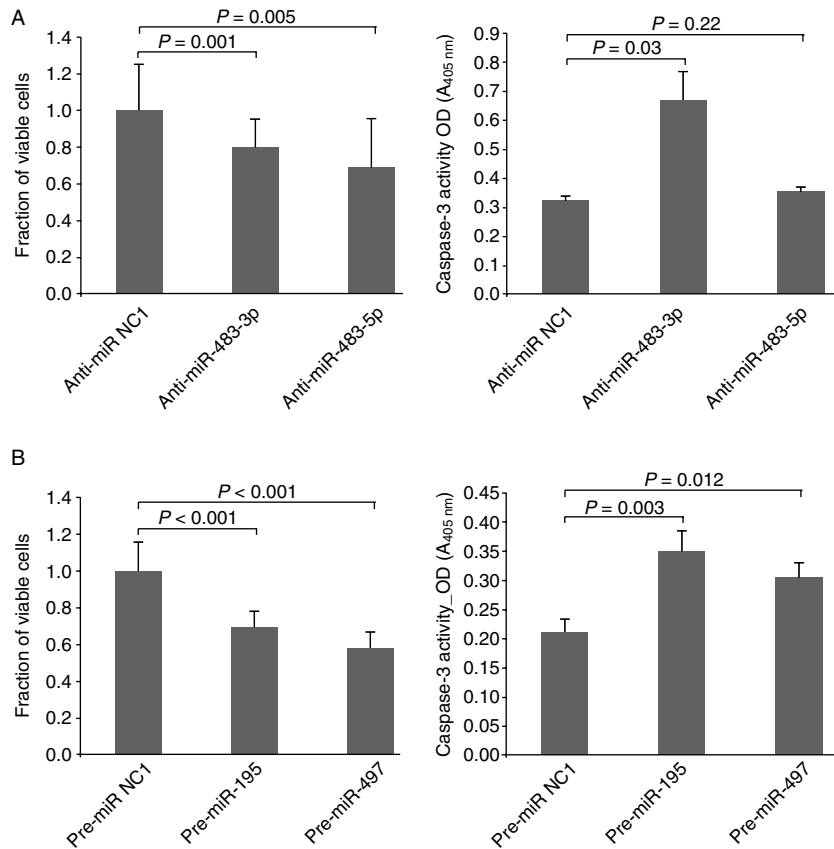 A
P = 0.005
P = 0.001
1.4
1.2
1.0
0.8
0.6
0.4
0.2
0.0
Fraction of viable cells
Anti-miR NC1
Anti-miR-483-3p
Anti-miR-483-5p
P = 0.22
P = 0.03
0.9
0.8
0.7
0.6
0.5
0.4
0.3
0.2
0.1
0.0
Caspase-3 activity OD (A405 nm)
Anti-miR NC1
Anti-miR-483-3p
Anti-miR-483-5p
B
P < 0.001
P < 0.001
1.4
1.2
1.0
0.8
0.6
0.4
0.2
0.0
Fraction of viable cells
Pre-miR NC1
Pre-miR-195
Pre-miR-497
P = 0.012
P = 0.003
0.45
0.40
0.35
0.30
0.25
0.20
0.15
0.10
0.05
0.00
Caspase-3 activity_OD (A405 nm)
Pre-miR NC1
Pre-miR-195
Pre-miR-497